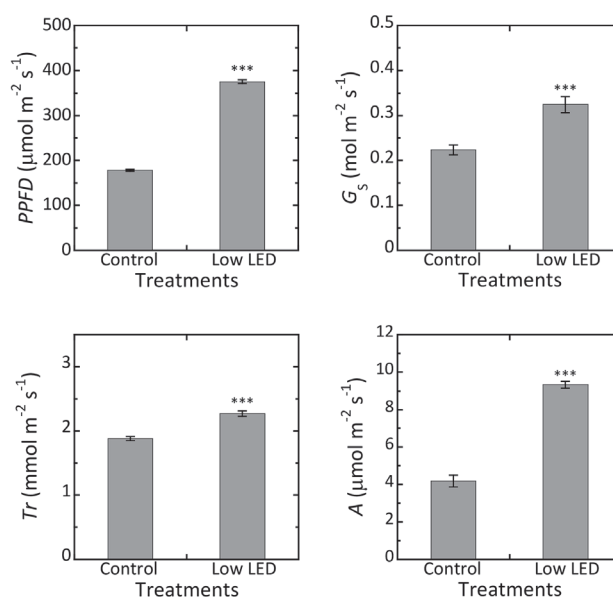 PPFD (µmol m⁻² s⁻¹)
500
400
300
200
100
0
***
Control
Low LED
Treatments
Gs (mol m⁻² s⁻¹)
0.5
0.4
0.3
0.2
0.1
0
***
Control
Low LED
Treatments
Tr (mmol m⁻² s⁻¹)
3
2
1
0
***
Control
Low LED
Treatments
A (µmol m⁻² s⁻¹)
12
10
8
6
4
2
0
***
Control
Low LED
Treatments